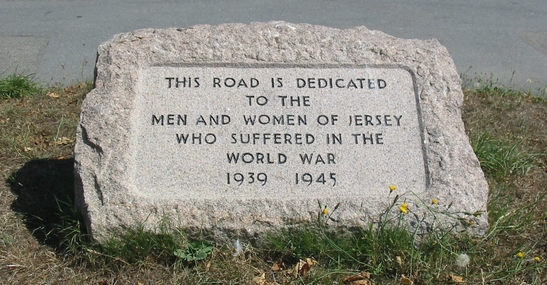 THIS ROAD IS DEDICATED
TO THE
MEN AND WOMEN OF JERSEY
WHO SUFFERED IN THE
WORLD WAR
1939 1945